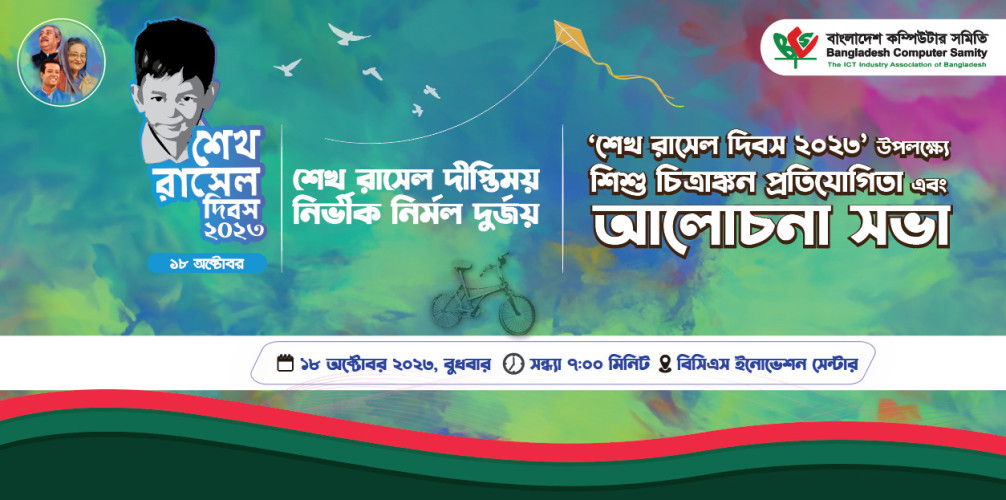 শেখ
রাসেল
দিবস
২০২৩
১৮ অক্টোবর
শেখ রাসেল দীপ্তিময়
নির্ভীক নির্মল দুর্জয়
বাংলাদেশ কম্পিউটার সমিতি
Bangladesh Computer Samity
The ICT Industry Association of Bangladesh
‘শেখ রাসেল দিবস ২০২৩’ উপলক্ষ্যে
শিশু চিত্রাঙ্কন প্রতিযোগিতা এবং
আলোচনা সভা
১৮ অক্টোবর ২০২৩, বুধবার সন্ধ্যা ৭:০০ মিনিট বিসিএস ইনোভেশন সেন্টার